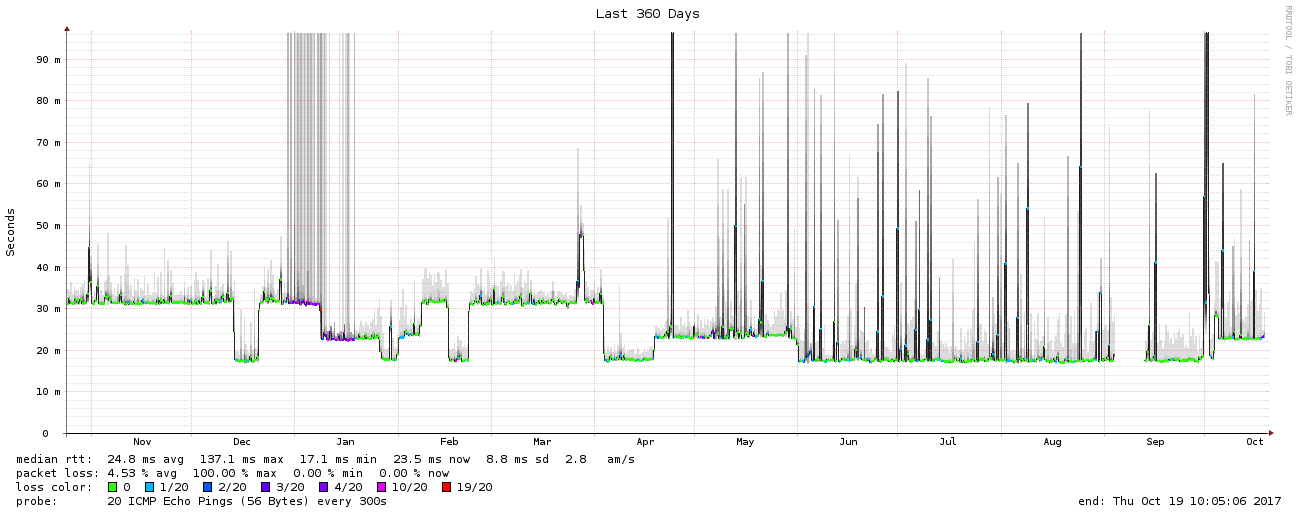 Last 360 Days
RRDTOOL / TOBI OETIKER
Seconds
90 m
80 m
70 m
60 m
50 m
40 m
30 m
20 m
10 m
0
Nov Dec Jan Feb Mar Apr May Jun Jul Aug Sep Oct
median rtt: 24.8 ms avg 137.1 ms max 17.1 ms min 23.5 ms now 8.8 ms sd 2.8 am/s
packet loss: 4.53 % avg 100.00 % max 0.00 % min 0.00 % now
loss color: 0 1/20 2/20 3/20 4/20 10/20 19/20
probe: 20 ICMP Echo Pings (56 Bytes) every 300s
end: Thu Oct 19 10:05:06 2017